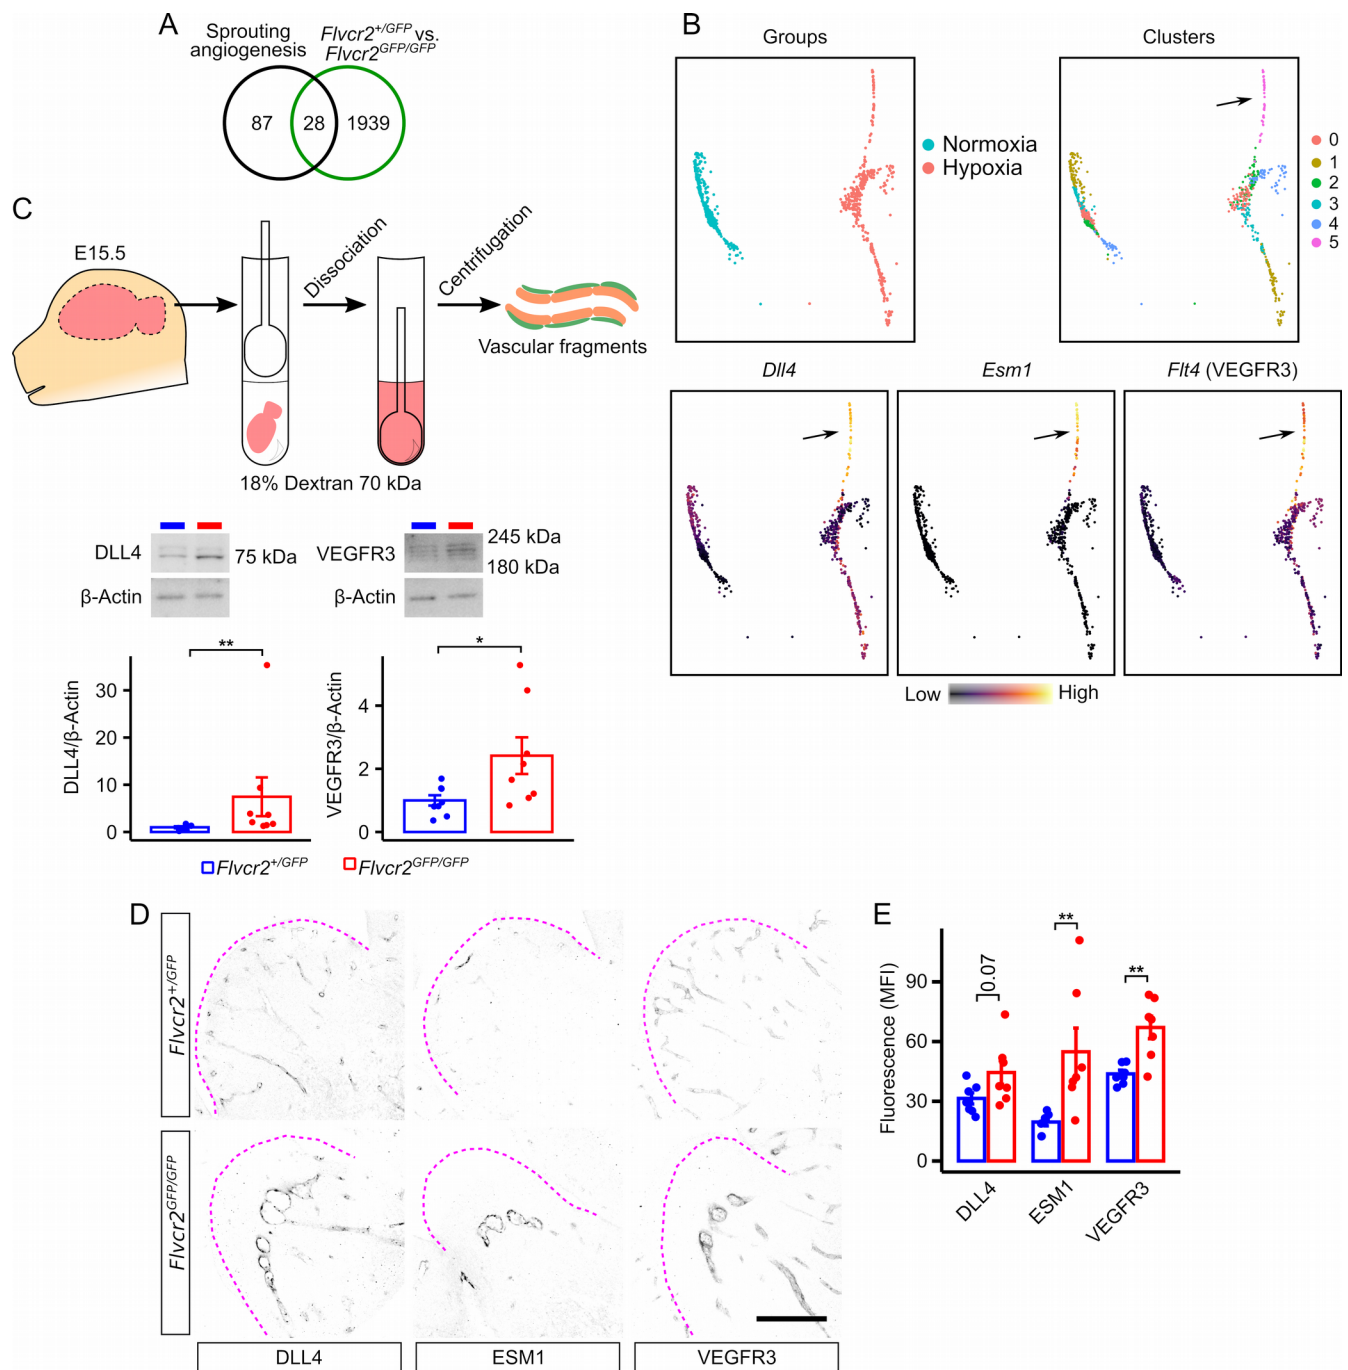 A
Sprouting
angiogenesis
Flvcr2+/GFP vs.
Flvcr2GFP/GFP
87
28
1939
B
Groups
Clusters
Normoxia
Hypoxia
0
1
2
3
4
5
Dll4
Esm1
Flt4 (VEGFR3)
Low
High
C
E15.5
Dissociation
Centrifugation
Vascular fragments
18% Dextran 70 kDa
DLL4
75 kDa
β-Actin
VEGFR3
245 kDa
180 kDa
β-Actin
**
DLL4/β-Actin
30
20
10
0
*
VEGFR3/β-Actin
4
2
0
Flvcr2+/GFP
Flvcr2GFP/GFP
D
Flvcr2+/GFP
Flvcr2GFP/GFP
DLL4
ESM1
VEGFR3
E
Fluorescence (MFI)
90
60
30
0
0.07
**
**
DLL4
ESM1
VEGFR3